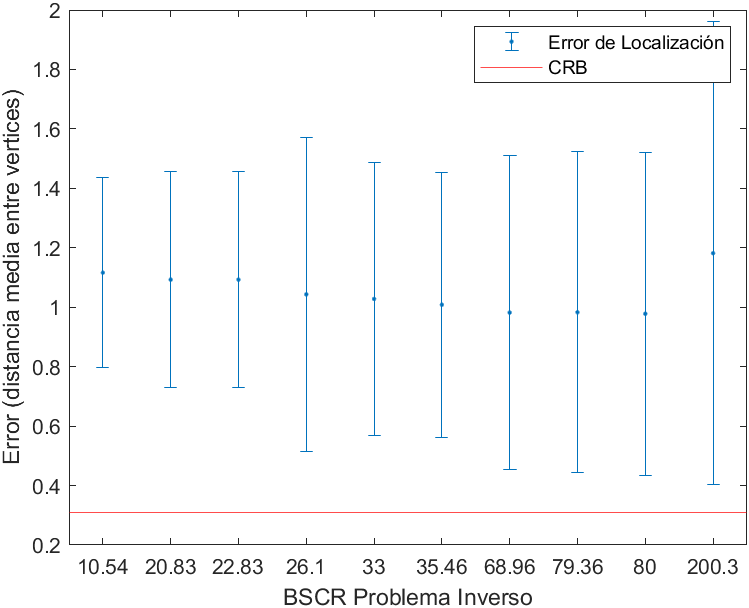 2
1.8
1.6
1.4
1.2
1
0.8
0.6
0.4
0.2
Error (distancia media entre vertices)
Error de Localización
CRB
10.54 20.83 22.83 26.1 33 35.46 68.96 79.36 80 200.3
BSCR Problema Inverso